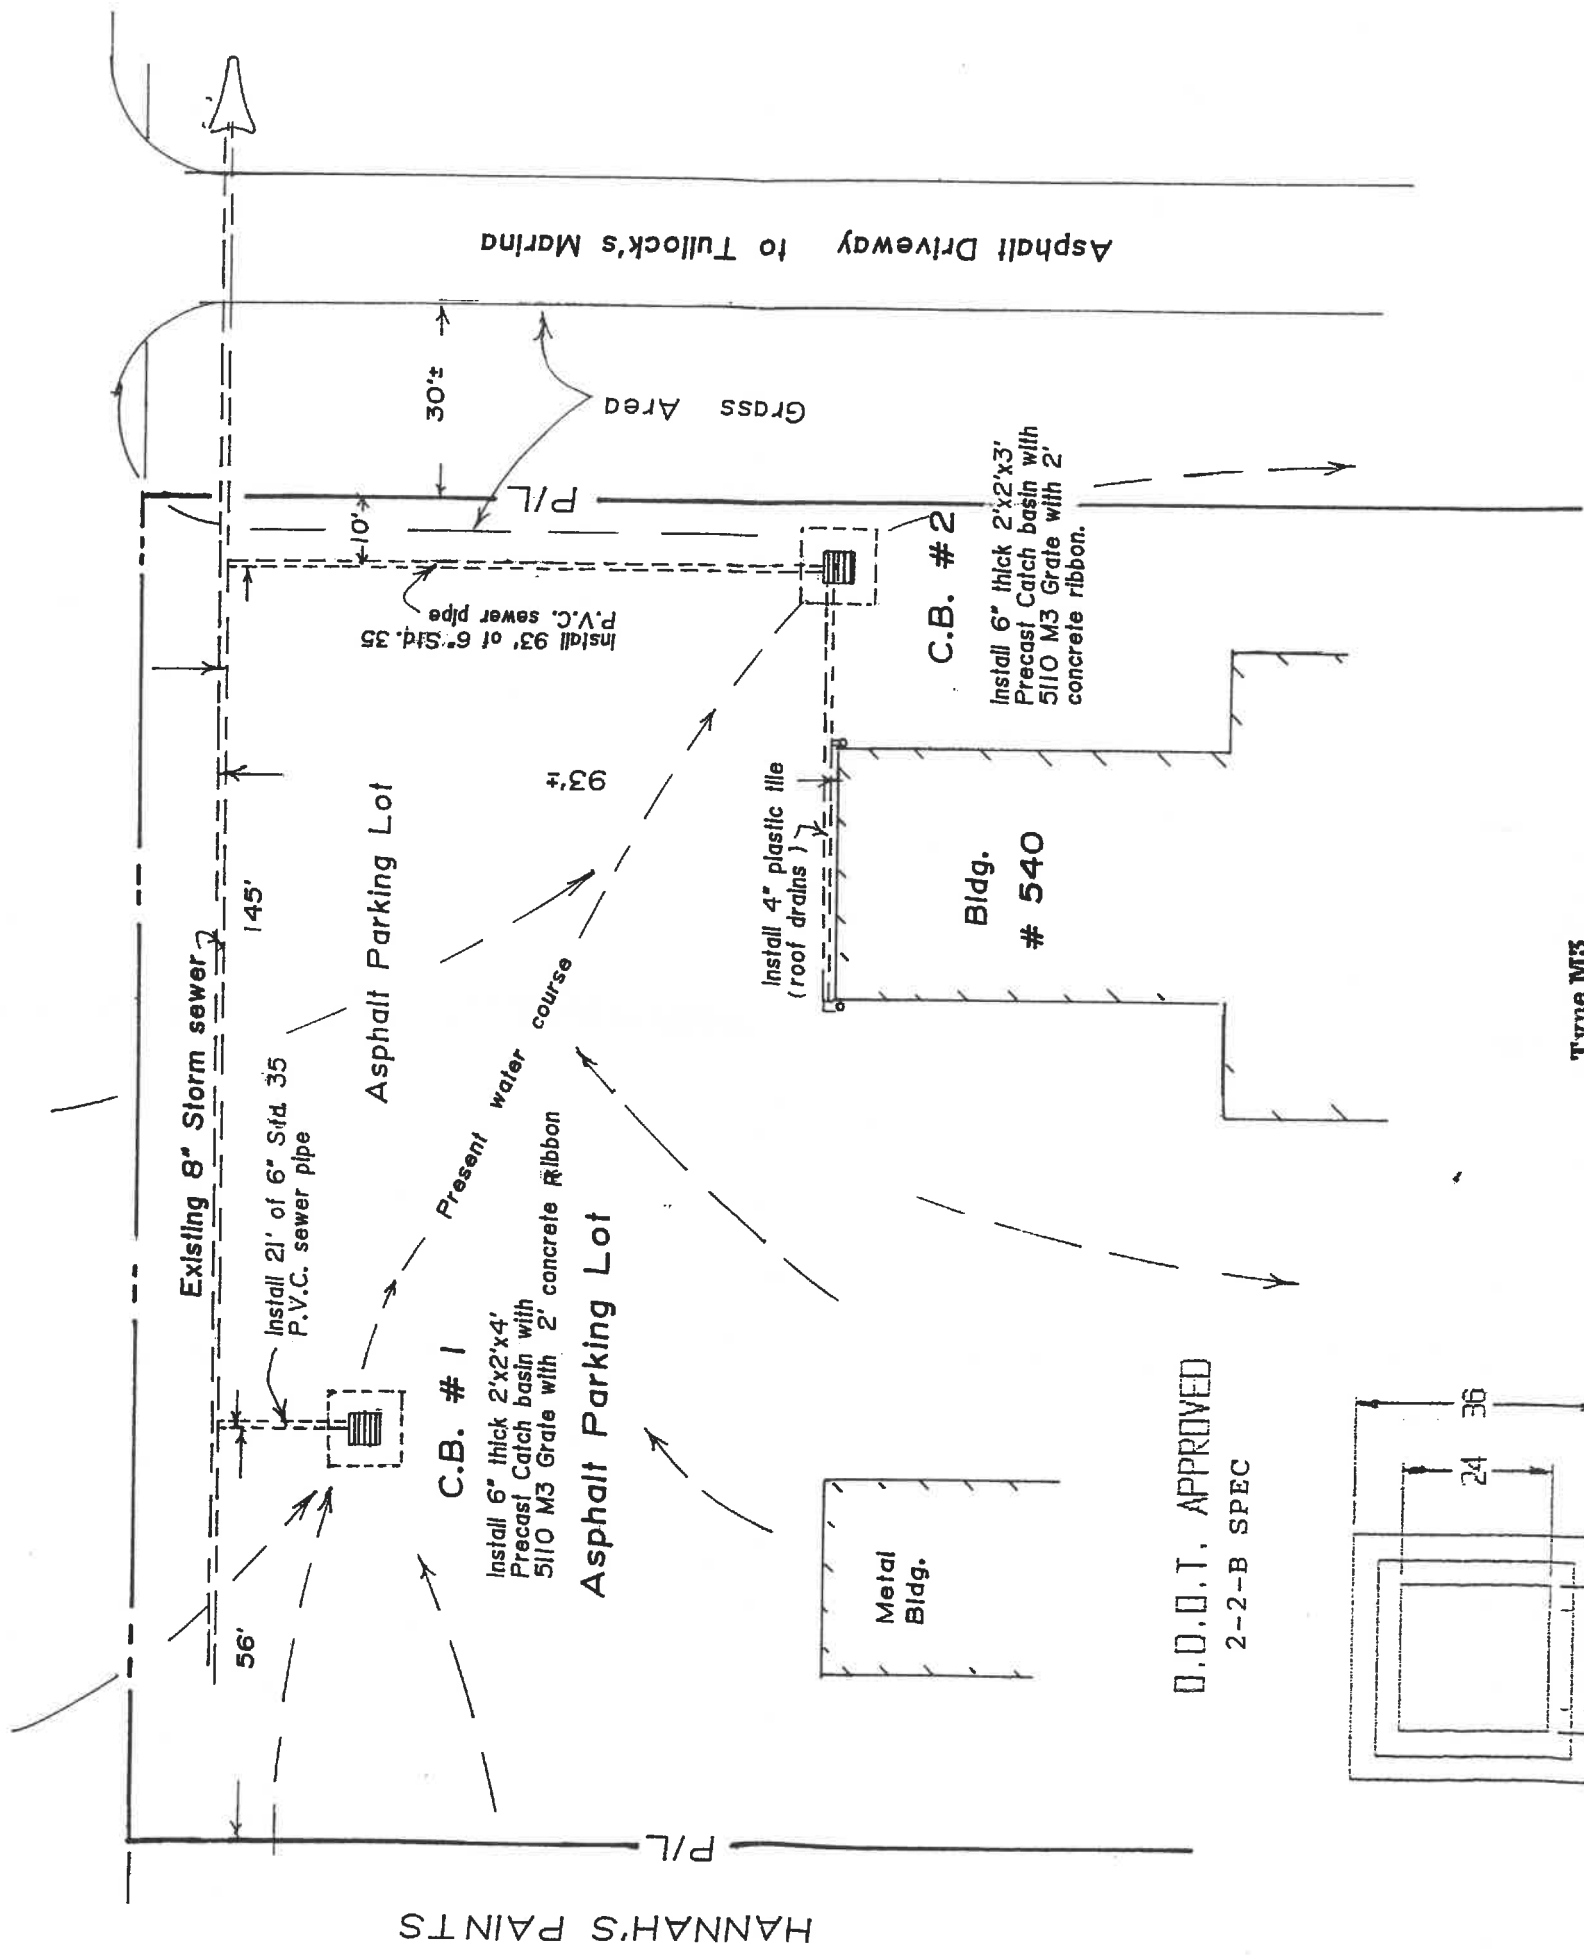 HANNAH'S PAINTS
P/L
56'
Existing 8" Storm sewer
145'
Install 21' of 6" Std. 35
P.V.C. sewer pipe
Asphalt Parking Lot
C.B. # 1
Install 6" thick 2'x2'x4'
Precast Catch basin with
5110 M3 Grate with 2' concrete Ribbon
Asphalt Parking Lot
Present water course
93'±
Install 93' of 6" Std. 35
P.V.C. sewer pipe
10'
30'±
P/L
Grass Area
Asphalt Driveway to Tullock's Marina
C.B. #2
Install 6" thick 2'x2'x3'
Precast Catch basin with
5110 M3 Grate with 2'
concrete ribbon.
Install 4" plastic tile
(roof drains)
Bldg.
# 540
Metal
Bldg.
O.D.O.T. APPROVED
2-2-B SPEC
24
36
Type M3